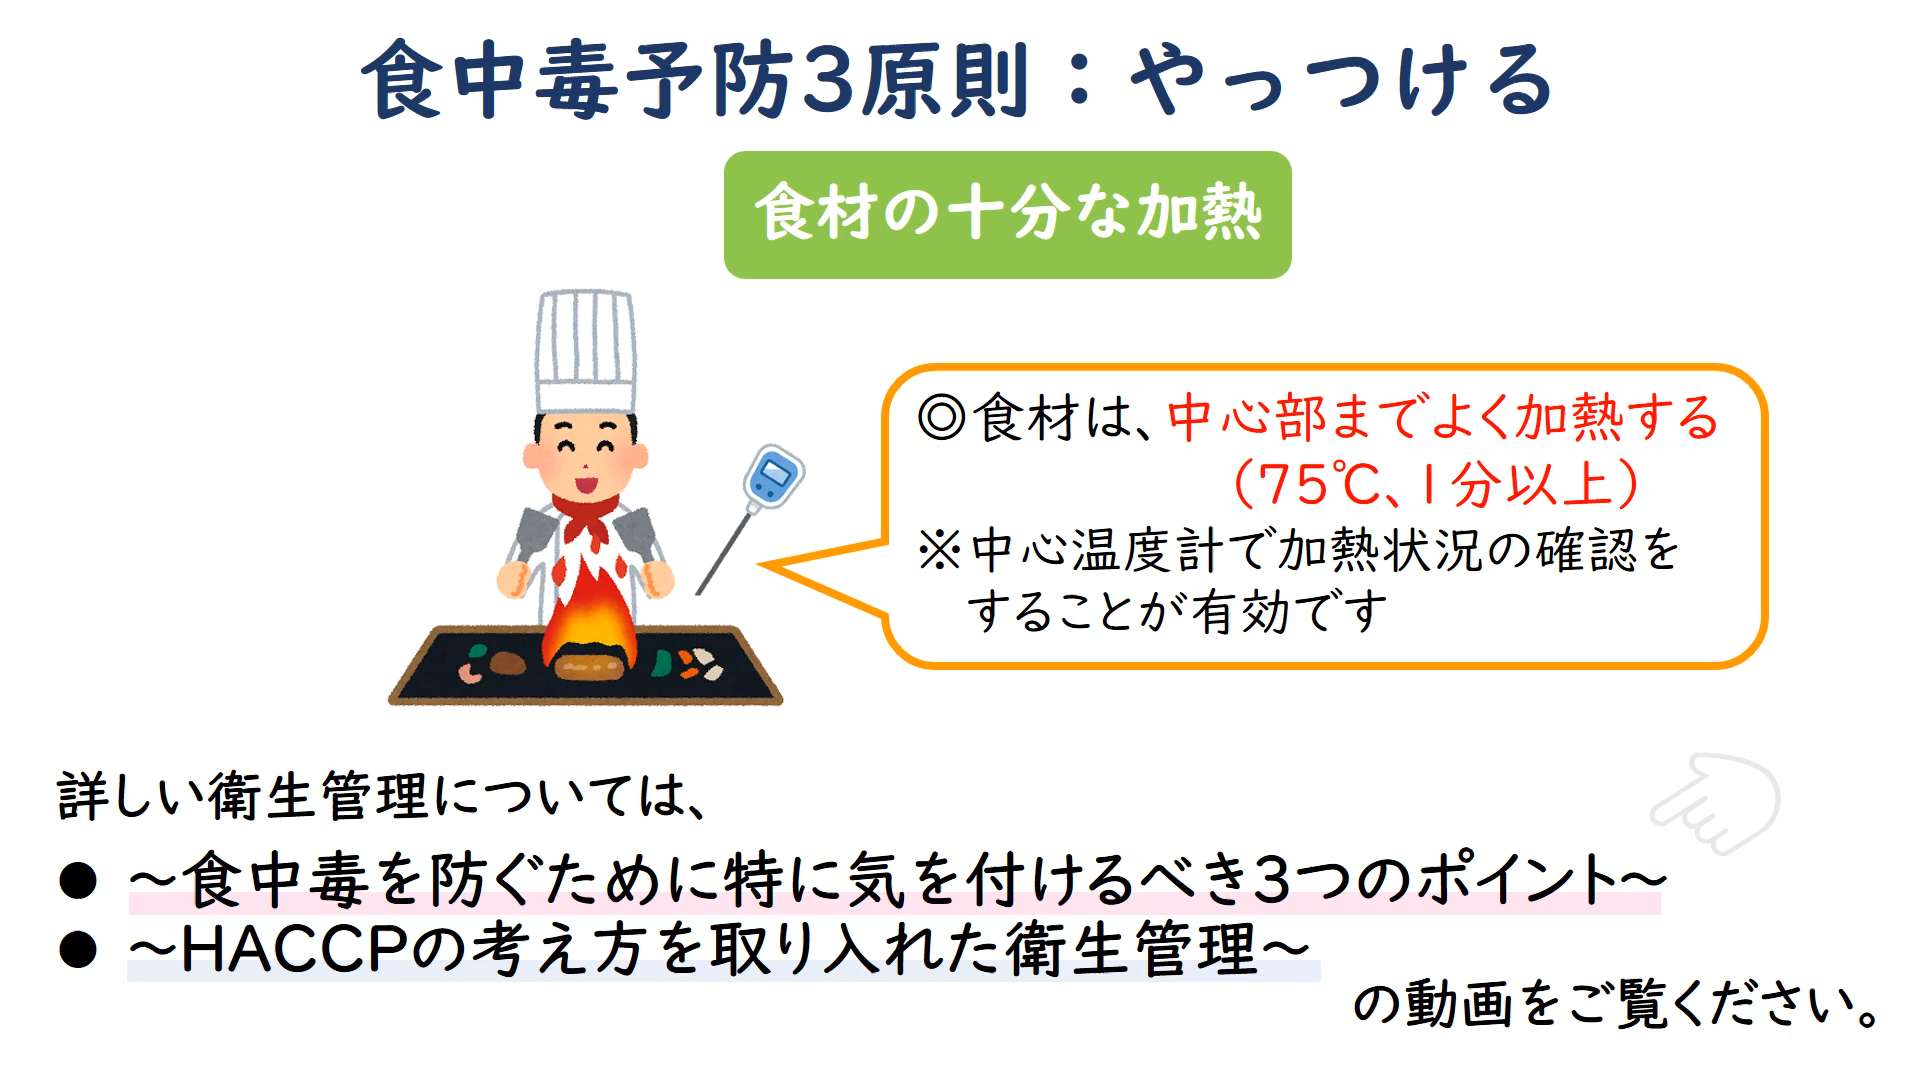 食中毒予防3原則：やっつける
食材の十分な加熱
◎食材は、中心部までよく加熱する
（75℃、1分以上）
※中心温度計で加熱状況の確認を
することが有効です
詳しい衛生管理については、
● ～食中毒を防ぐために特に気を付けるべき3つのポイント～
● ～HACCPの考え方を取り入れた衛生管理～
の動画をご覧ください。